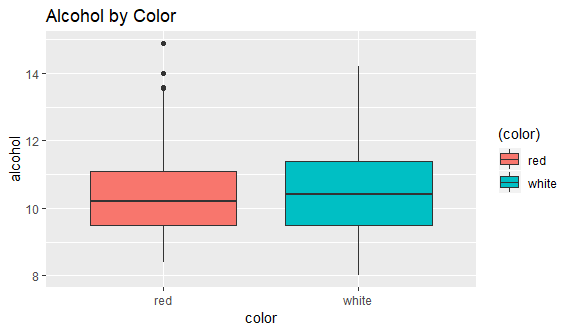 Alcohol by Color
alcohol
14
12
10
8
red
white
color
(color)
red
white